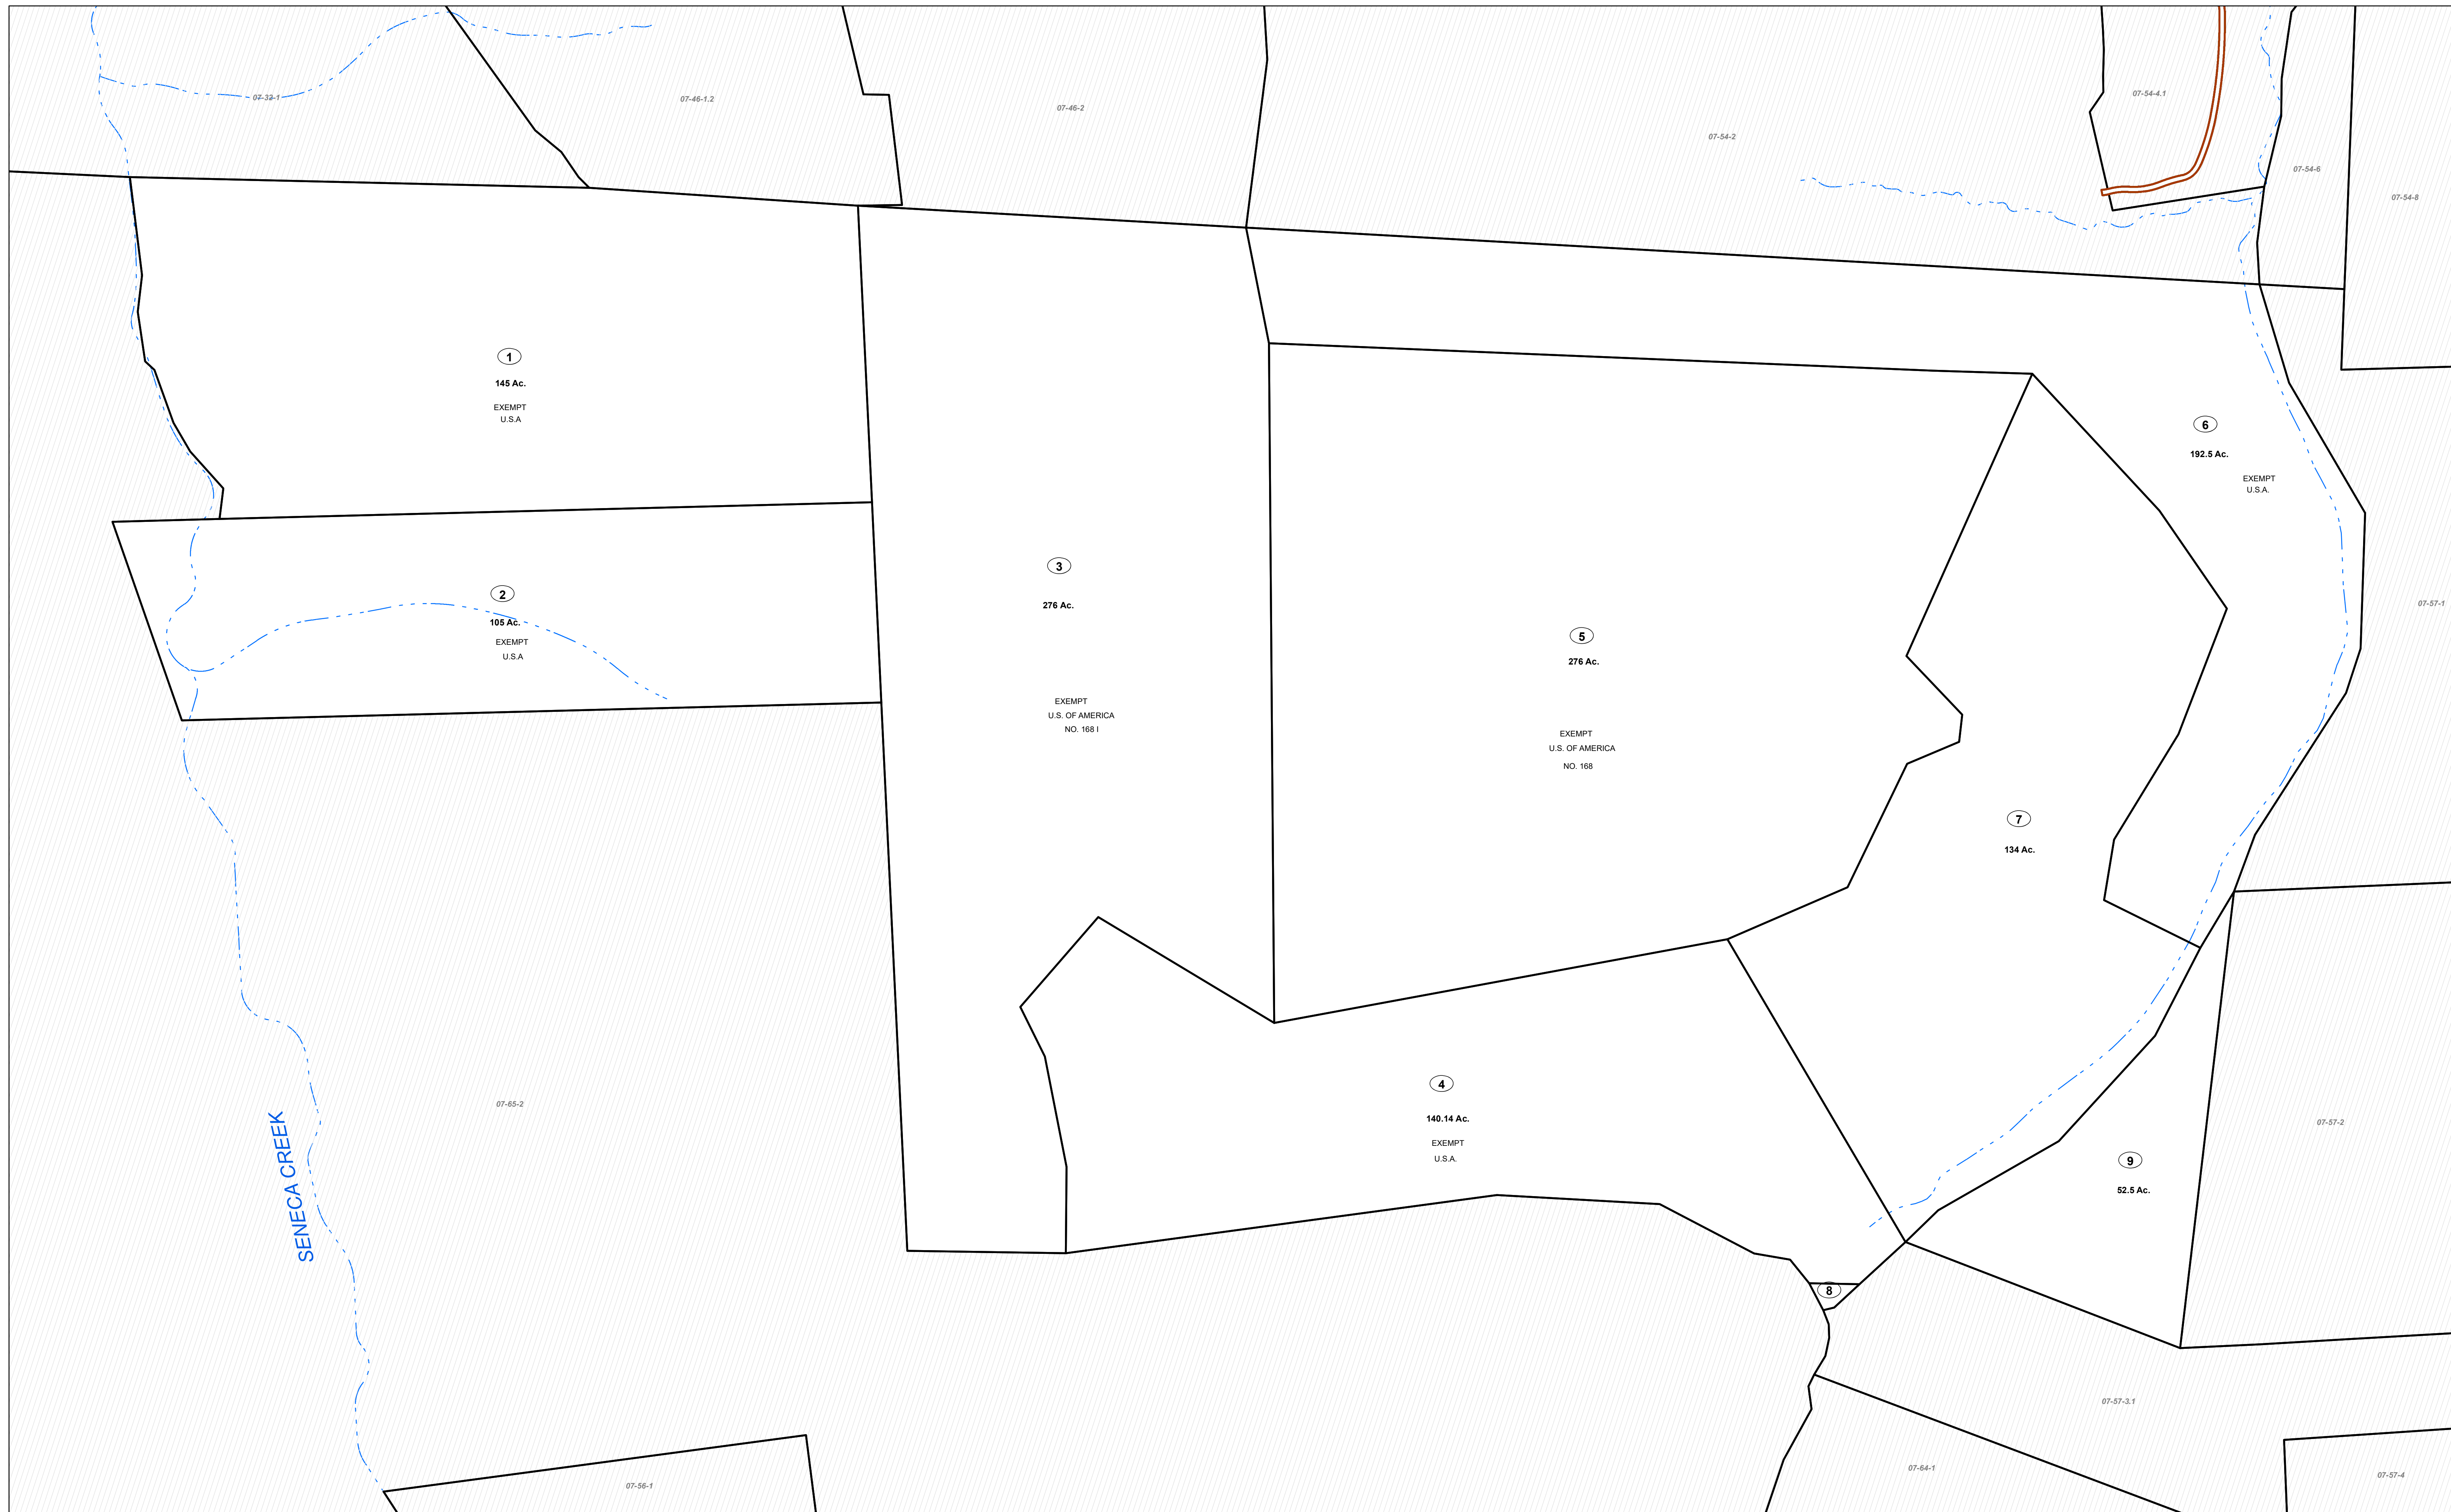 07-32-1
07-46-1.2
07-46-2
07-54-2
07-54-4.1
07-54-6
07-54-8
1
145 Ac.
EXEMPT
U.S.A
6
192.5 Ac.
EXEMPT
U.S.A.
2
105 Ac.
EXEMPT
U.S.A
3
276 Ac.
EXEMPT
U.S. OF AMERICA
NO. 168 I
5
276 Ac.
EXEMPT
U.S. OF AMERICA
NO. 168
07-57-1
7
134 Ac.
4
140.14 Ac.
EXEMPT
U.S.A.
07-65-2
SENECA CREEK
07-57-2
9
52.5 Ac.
8
07-57-3.1
07-56-1
07-64-1
07-57-4